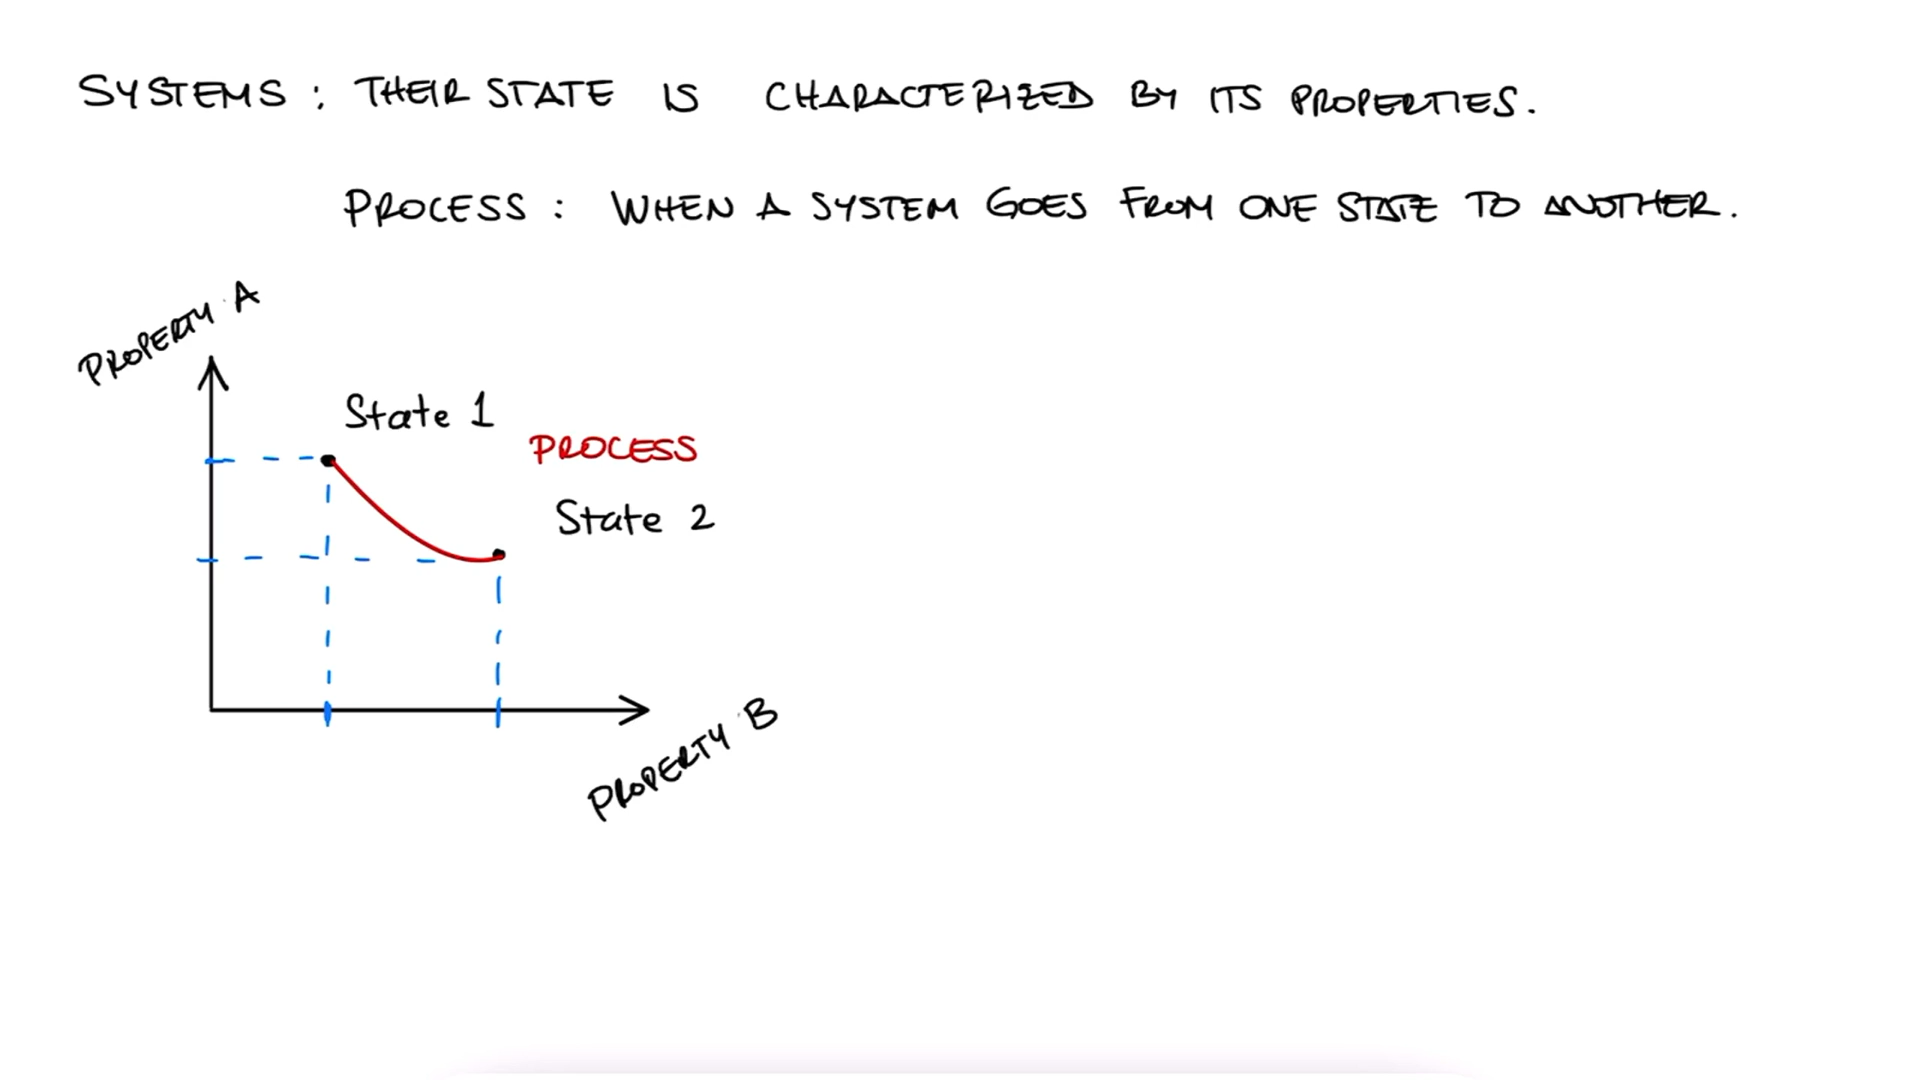 SYSTEMS : THEIR STATE IS CHARACTERIZED BY ITS PROPERTIES.
PROCESS : WHEN A SYSTEM GOES FROM ONE STATE TO ANOTHER.
PROPERTY A
State 1
PROCESS
State 2
PROPERTY B